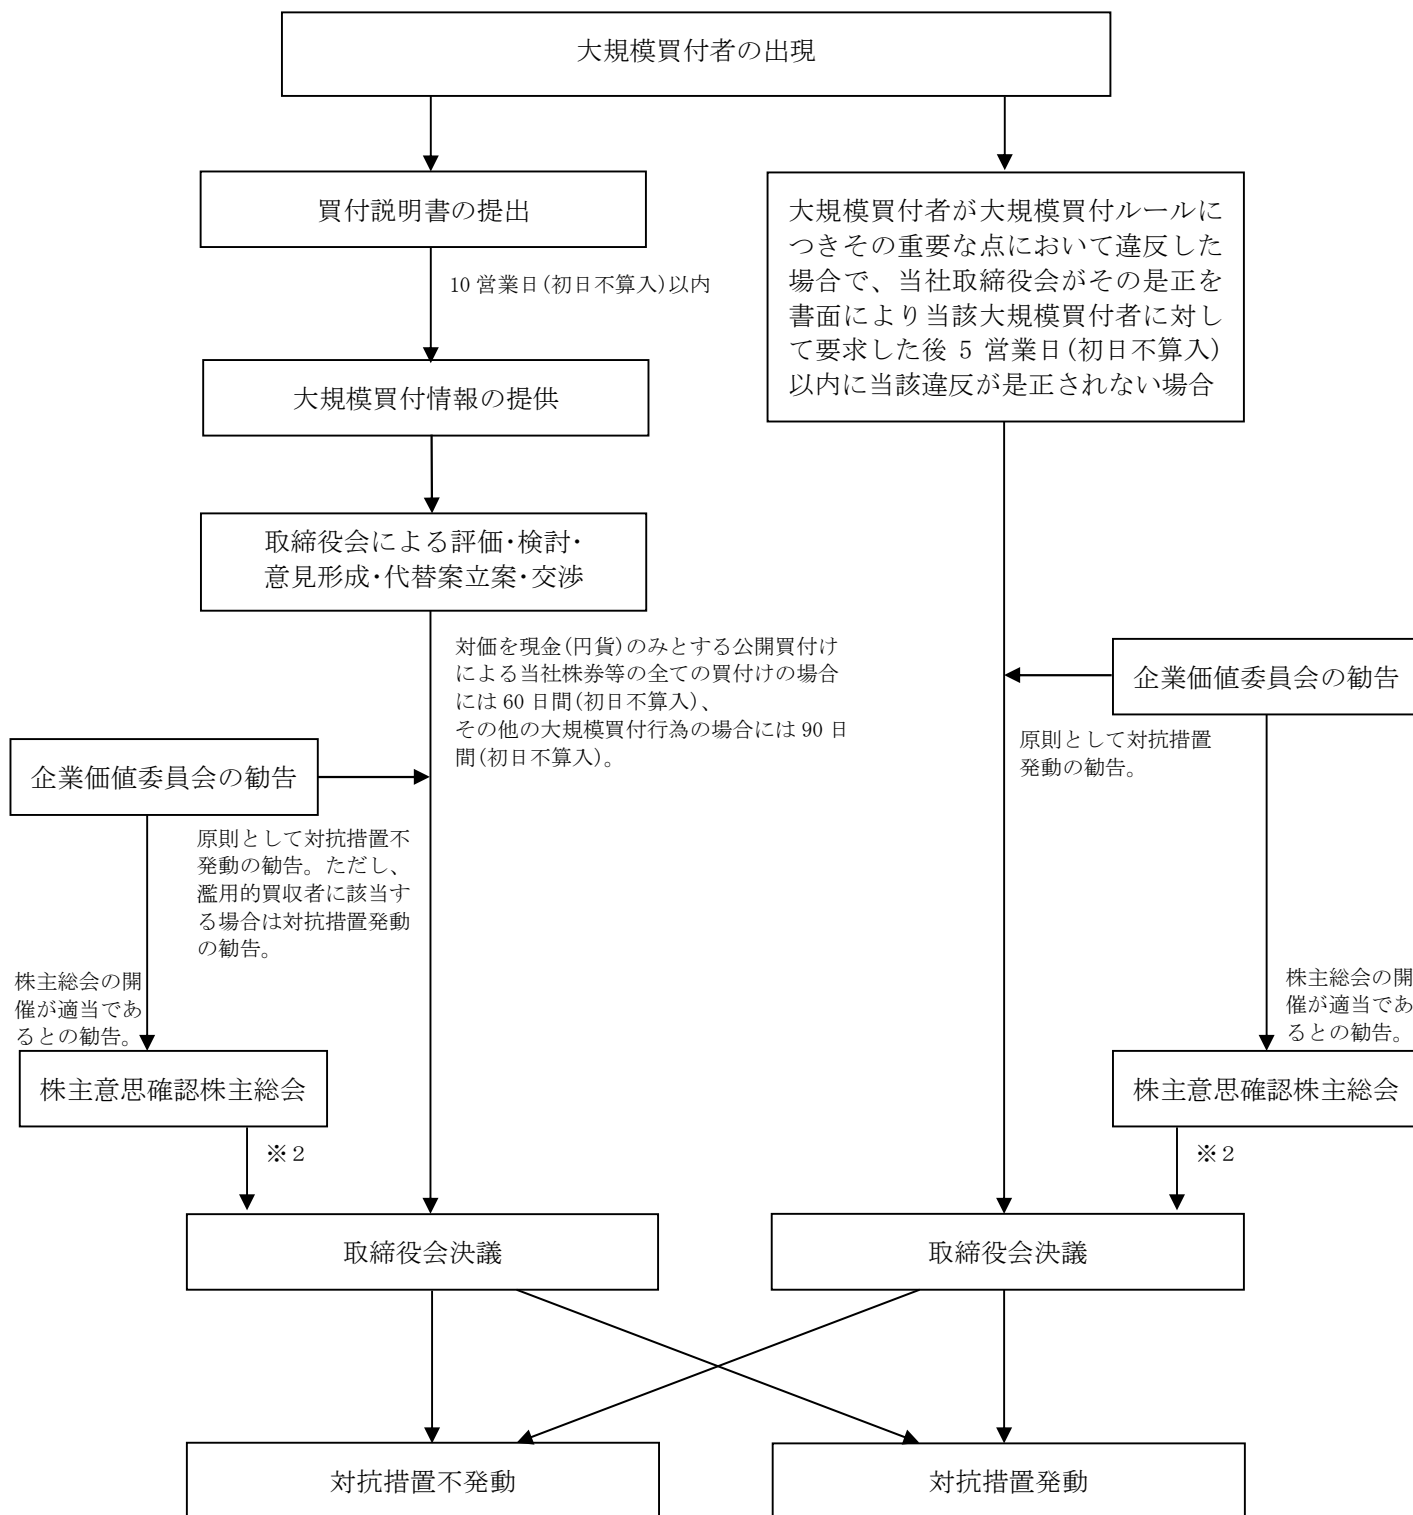 大規模買付者の出現
買付説明書の提出
10 営業日(初日不算入)以内
大規模買付情報の提供
取締役会による評価･検討･
意見形成･代替案立案･交渉
対価を現金(円貨)のみとする公開買付け
による当社株券等の全ての買付けの場合
には 60 日間(初日不算入)、
その他の大規模買付行為の場合には 90 日
間(初日不算入)。
企業価値委員会の勧告
原則として対抗措置不
発動の勧告。ただし、
濫用的買収者に該当す
る場合は対抗措置発動
の勧告。
株主総会の開
催が適当であ
るとの勧告。
株主意思確認株主総会
※２
取締役会決議
対抗措置不発動
大規模買付者が大規模買付ルールに
つきその重要な点において違反した
場合で、当社取締役会がその是正を
書面により当該大規模買付者に対し
て要求した後 5 営業日(初日不算入)
以内に当該違反が是正されない場合
企業価値委員会の勧告
原則として対抗措置
発動の勧告。
株主総会の開
催が適当であ
るとの勧告。
株主意思確認株主総会
※２
取締役会決議
対抗措置発動